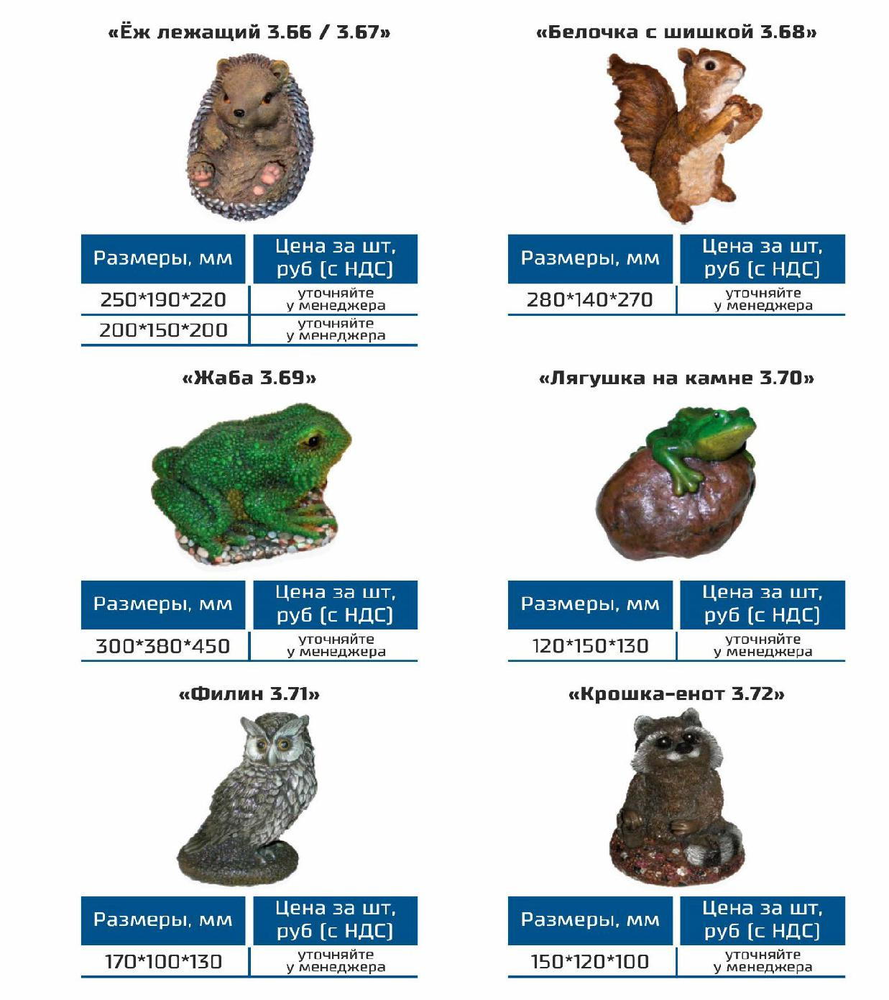 «Ёж лежащий 3.66 / 3.67»
Размеры, мм
Цена за шт,
руб (с НДС)
250*190*220
уточняйте
у менеджера
200*150*200
уточняйте
у менеджера
«Белочка с шишкой 3.68»
Размеры, мм
Цена за шт,
руб (с НДС)
280*140*270
уточняйте
у менеджера
«Жаба 3.69»
Размеры, мм
Цена за шт,
руб (с НДС)
300*380*450
уточняйте
у менеджера
«Лягушка на камне 3.70»
Размеры, мм
Цена за шт,
руб (с НДС)
120*150*130
уточняйте
у менеджера
«Филин 3.71»
Размеры, мм
Цена за шт,
руб (с НДС)
170*100*130
уточняйте
у менеджера
«Крошка-енот 3.72»
Размеры, мм
Цена за шт,
руб (с НДС)
150*120*100
уточняйте
у менеджера